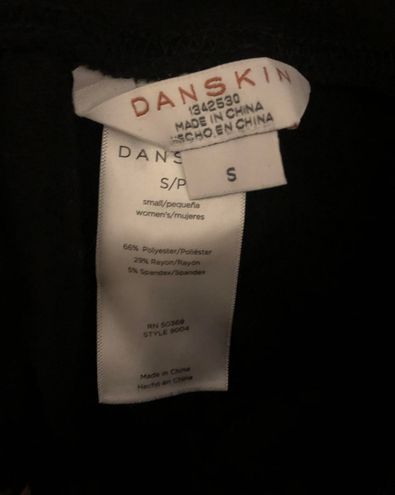 DANSKIN
1342530
MADE IN CHINA
HECHO EN CHINA
S
DANS
S/P
small/pequeña
women's/mujeres
66% Polyester/Poliéster
29% Rayon/Rayón
5% Spandex/Spandex
RN 50369
STYLE 9004
Made in China
Hecho en China